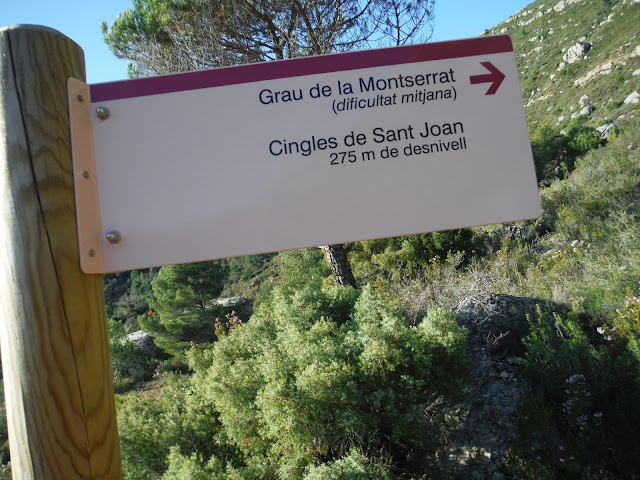 Grau de la Montserrat
(dificultat mitjana)
Cingles de Sant Joan
275 m de desnivell